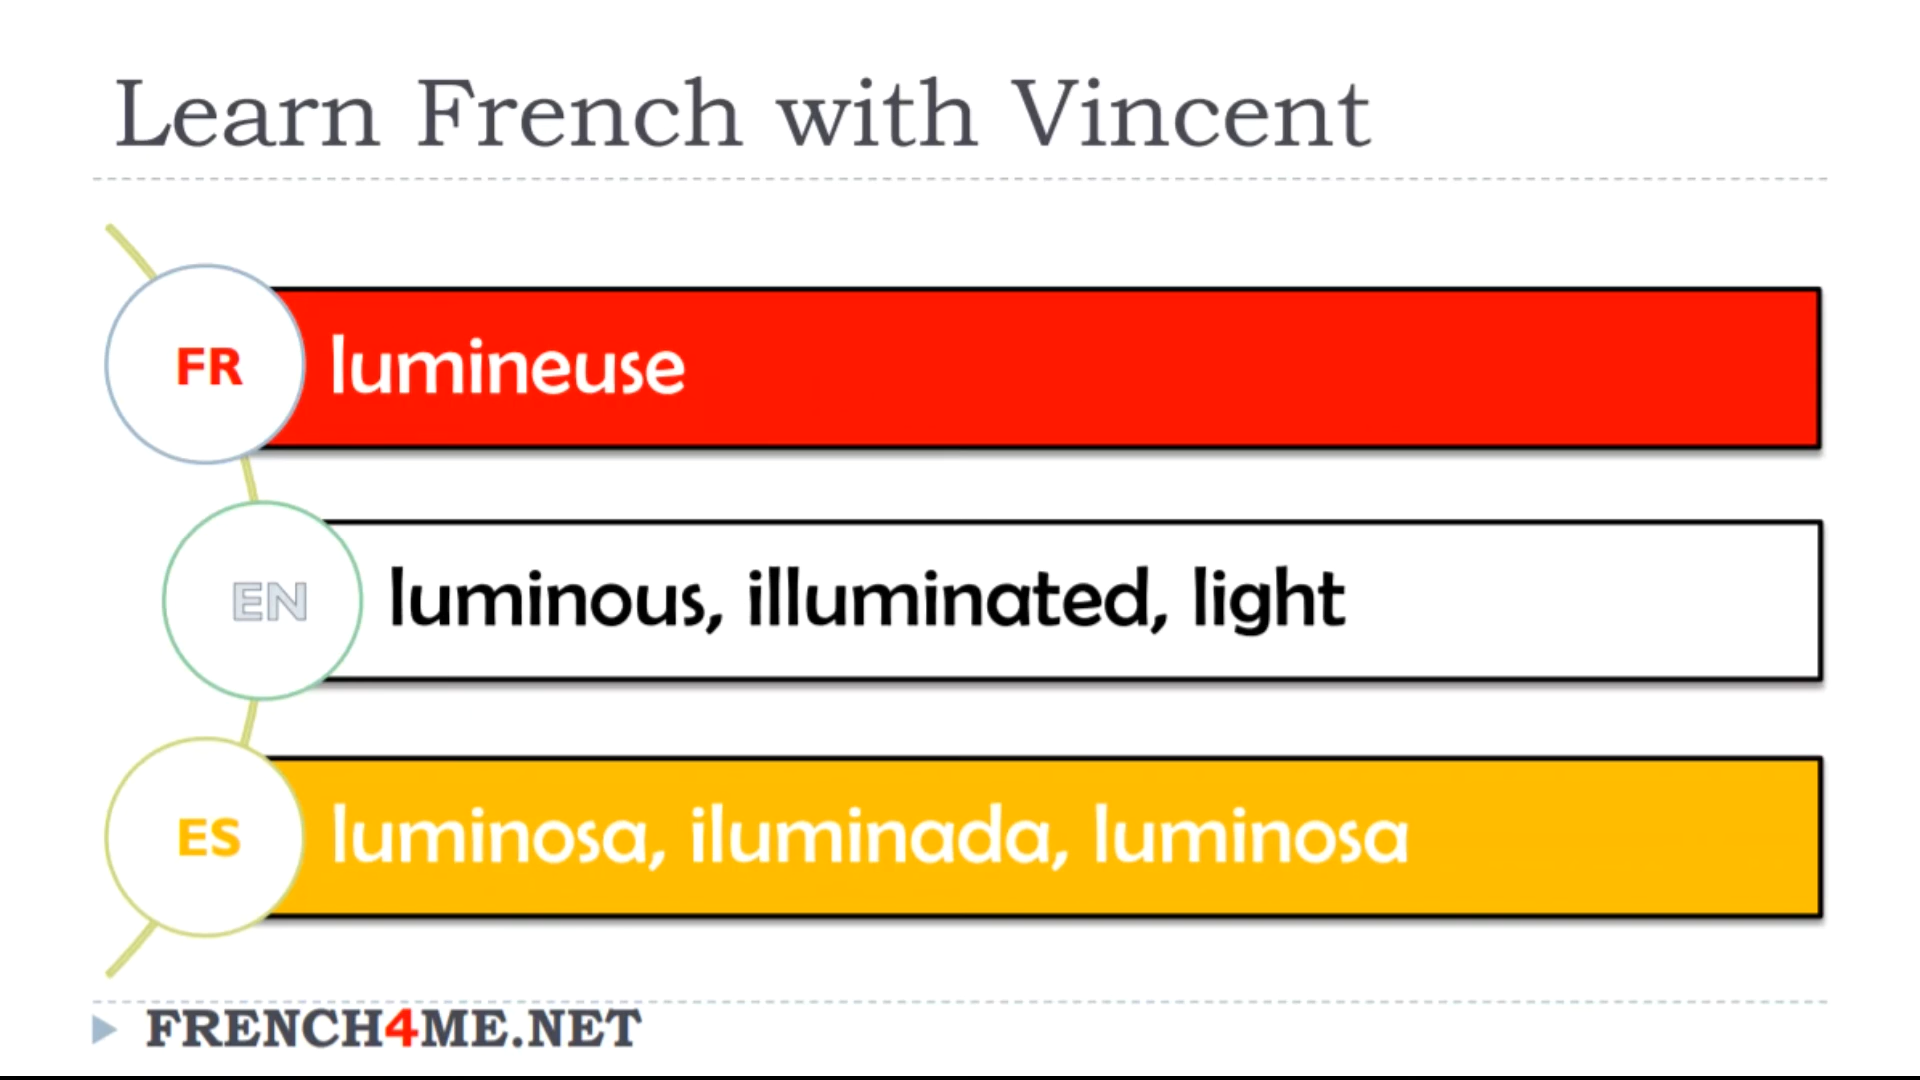 Learn French with Vincent
FR
lumineuse
EN
luminous, illuminated, light
ES
luminosa, iluminada, luminosa
FRENCH4ME.NET